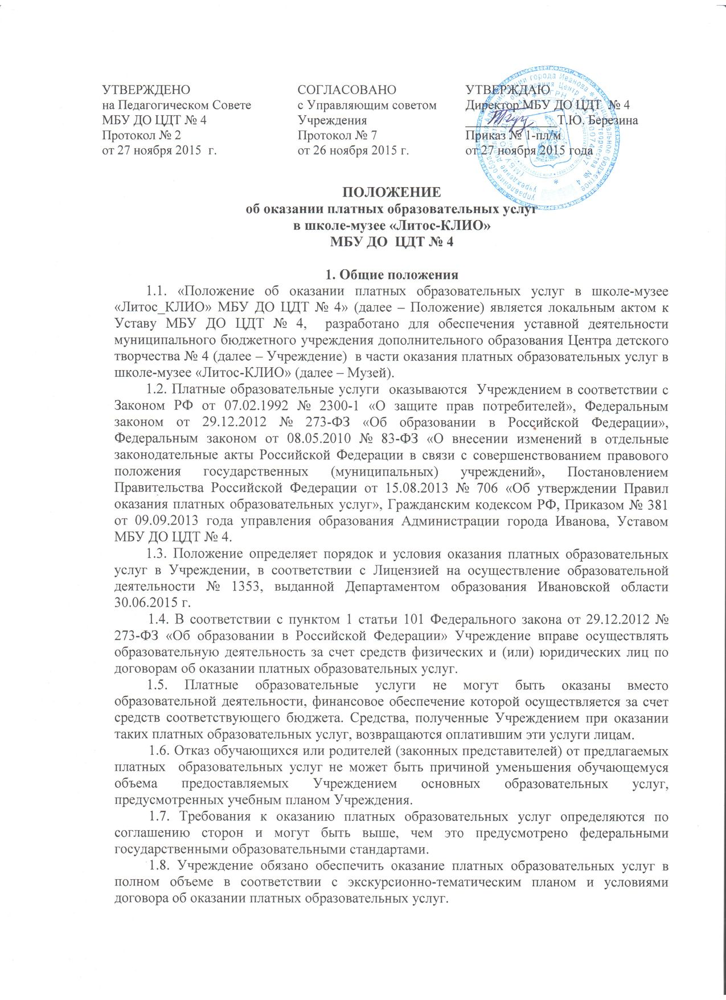 УТВЕРЖДЕНО
на Педагогическом Совете
МБУ ДО ЦДТ № 4
Протокол № 2
от 27 ноября 2015 г.
СОГЛАСОВАНО
с Управляющим советом
Учреждения
Протокол № 7
от 26 ноября 2015 г.
УТВЕРЖДАЮ
Директор МБУ ДО ЦДТ № 4
Т.Ю. Березина
Приказ № 1-пл/м
от 27 ноября 2015 года
ПОЛОЖЕНИЕ
об оказании платных образовательных услуг
в школе-музее «Литос-КЛИО»
МБУ ДО ЦДТ № 4
1. Общие положения
1.1. «Положение об оказании платных образовательных услуг в школе-музее
«Литос_КЛИО» МБУ ДО ЦДТ № 4» (далее – Положение) является локальным актом к
Уставу МБУ ДО ЦДТ № 4, разработано для обеспечения уставной деятельности
муниципального бюджетного учреждения дополнительного образования Центра детского
творчества № 4 (далее – Учреждение) в части оказания платных образовательных услуг в
школе-музее «Литос-КЛИО» (далее – Музей).
1.2. Платные образовательные услуги оказываются Учреждением в соответствии с
Законом РФ от 07.02.1992 № 2300-1 «О защите прав потребителей», Федеральным
законом от 29.12.2012 № 273-ФЗ «Об образовании в Российской Федерации»,
Федеральным законом от 08.05.2010 № 83-ФЗ «О внесении изменений в отдельные
законодательные акты Российской Федерации в связи с совершенствованием правового
положения государственных (муниципальных) учреждений», Постановлением
Правительства Российской Федерации от 15.08.2013 № 706 «Об утверждении Правил
оказания платных образовательных услуг», Гражданским кодексом РФ, Приказом № 381
от 09.09.2013 года управления образования Администрации города Иванова, Уставом
МБУ ДО ЦДТ № 4.
1.3. Положение определяет порядок и условия оказания платных образовательных
услуг в Учреждении, в соответствии с Лицензией на осуществление образовательной
деятельности № 1353, выданной Департаментом образования Ивановской области
30.06.2015 г.
1.4. В соответствии с пунктом 1 статьи 101 Федерального закона от 29.12.2012 №
273-ФЗ «Об образовании в Российской Федерации» Учреждение вправе осуществлять
образовательную деятельность за счет средств физических и (или) юридических лиц по
договорам об оказании платных образовательных услуг.
1.5. Платные образовательные услуги не могут быть оказаны вместо
образовательной деятельности, финансовое обеспечение которой осуществляется за счет
средств соответствующего бюджета. Средства, полученные Учреждением при оказании
таких платных образовательных услуг, возвращаются оплатившим эти услуги лицам.
1.6. Отказ обучающихся или родителей (законных представителей) от предлагаемых
платных образовательных услуг не может быть причиной уменьшения обучающемуся
объема предоставляемых Учреждением основных образовательных услуг,
предусмотренных учебным планом Учреждения.
1.7. Требования к оказанию платных образовательных услуг определяются по
соглашению сторон и могут быть выше, чем это предусмотрено федеральными
государственными образовательными стандартами.
1.8. Учреждение обязано обеспечить оказание платных образовательных услуг в
полном объеме в соответствии с экскурсионно-тематическим планом и условиями
договора об оказании платных образовательных услуг.